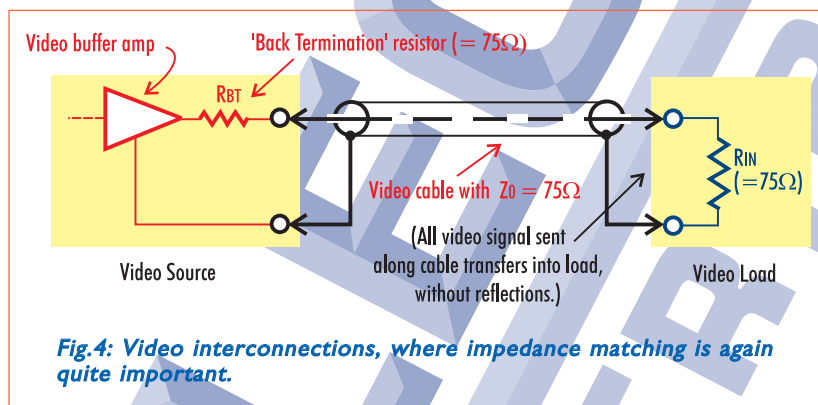 Video buffer amp
'Back Termination' resistor (= 75Ω)
RBT
RIN
(=75Ω)
Video cable with Z0 = 75Ω
(All video signal sent
along cable transfers into load,
without reflections.)
Video Source
Video Load
Fig.4: Video interconnections, where impedance matching is again
quite important.